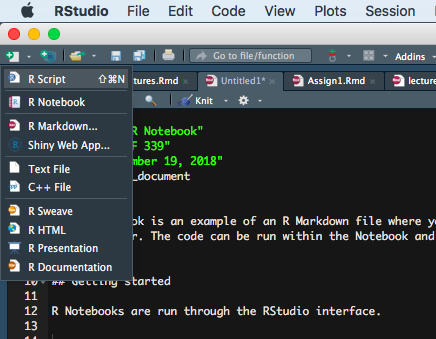 RStudio File Edit Code View Plots Session
Go to file/function Addins
R Script ⇧⌘N
tures.Rmd Untitled1* Assign1.Rmd lecture
R Notebook
Knit
R Markdown...
R Notebook"
Shiny Web App...
F 339"
mber 19, 2018"
Text File
_document
C++ File
R Sweave
ook is an example of an R Markdown file where yo
R HTML
r. The code can be run within the Notebook and
R Presentation
R Documentation
10 ## Getting started
11
12 R Notebooks are run through the RStudio interface.
13
14